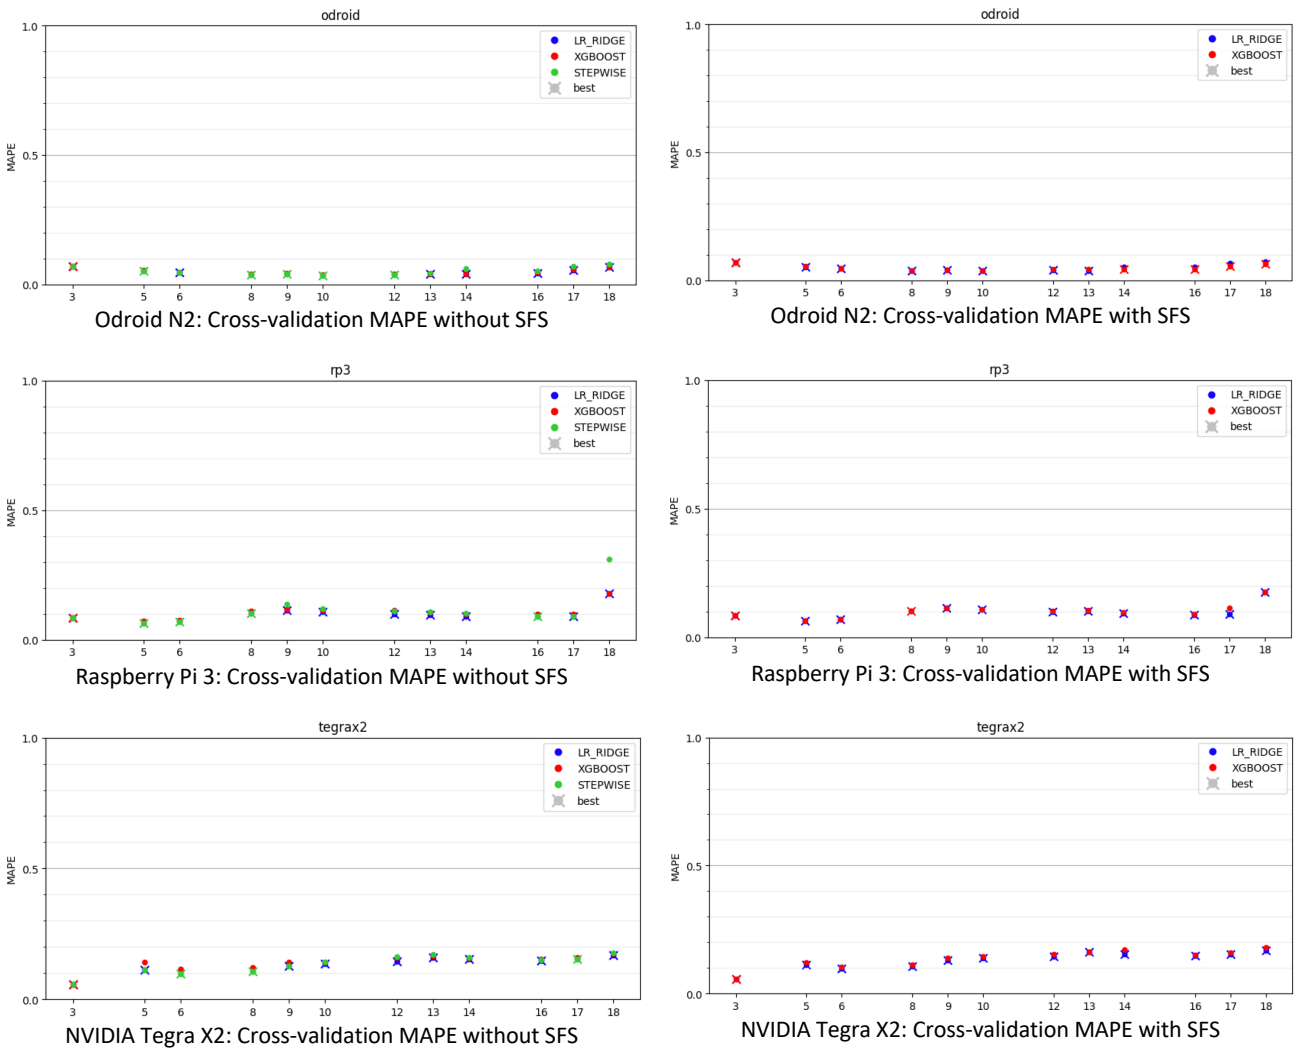 odroid
1.0
LR_RIDGE
XGBOOST
STEPWISE
best
MAPE
0.5
0.0
3 5 6 8 9 10 12 13 14 16 17 18
Odroid N2: Cross-validation MAPE without SFS
odroid
1.0
LR_RIDGE
XGBOOST
best
MAPE
0.5
0.0
3 5 6 8 9 10 12 13 14 16 17 18
Odroid N2: Cross-validation MAPE with SFS
rp3
1.0
LR_RIDGE
XGBOOST
STEPWISE
best
MAPE
0.5
0.0
3 5 6 8 9 10 12 13 14 16 17 18
Raspberry Pi 3: Cross-validation MAPE without SFS
rp3
1.0
LR_RIDGE
XGBOOST
best
MAPE
0.5
0.0
3 5 6 8 9 10 12 13 14 16 17 18
Raspberry Pi 3: Cross-validation MAPE with SFS
tegrax2
1.0
LR_RIDGE
XGBOOST
STEPWISE
best
MAPE
0.5
0.0
3 5 6 8 9 10 12 13 14 16 17 18
NVIDIA Tegra X2: Cross-validation MAPE without SFS
tegrax2
1.0
LR_RIDGE
XGBOOST
best
MAPE
0.5
0.0
3 5 6 8 9 10 12 13 14 16 17 18
NVIDIA Tegra X2: Cross-validation MAPE with SFS